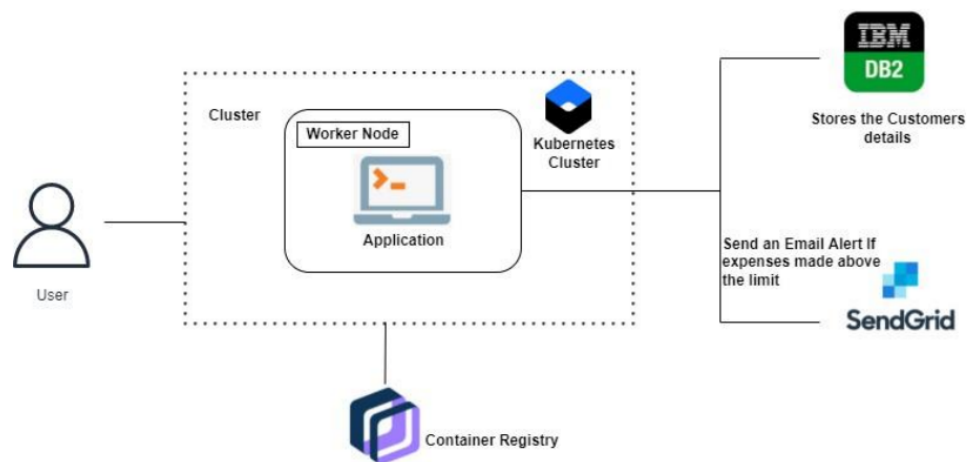 IBM
DB2
Stores the Customers
details
Cluster
Worker Node
Kubernetes
Cluster
Application
User
Send an Email Alert If
expenses made above
the limit
SendGrid
Container Registry